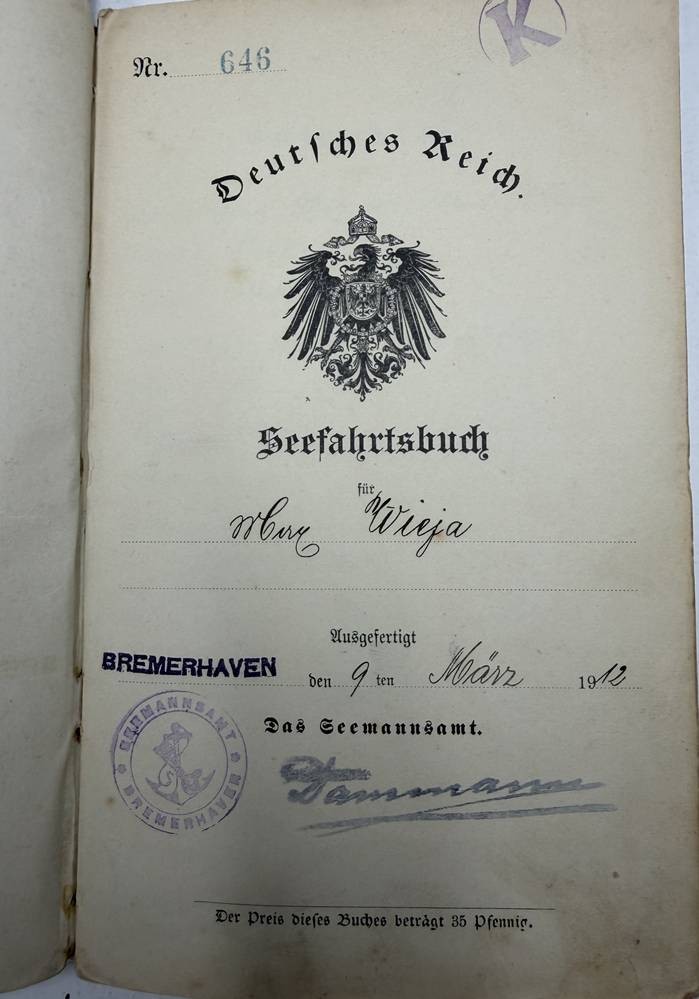 K
Nr. 646
Deutsches Reich.
Seefahrtsbuch
für
Max Wieja
Ausgefertigt
BREMERHAVEN den 9 ten März 1912
Das Seemannsamt.
SEEMANNSAMT
BREMERHAVEN
Dammann
Der Preis dieses Buches beträgt 35 Pfennig.